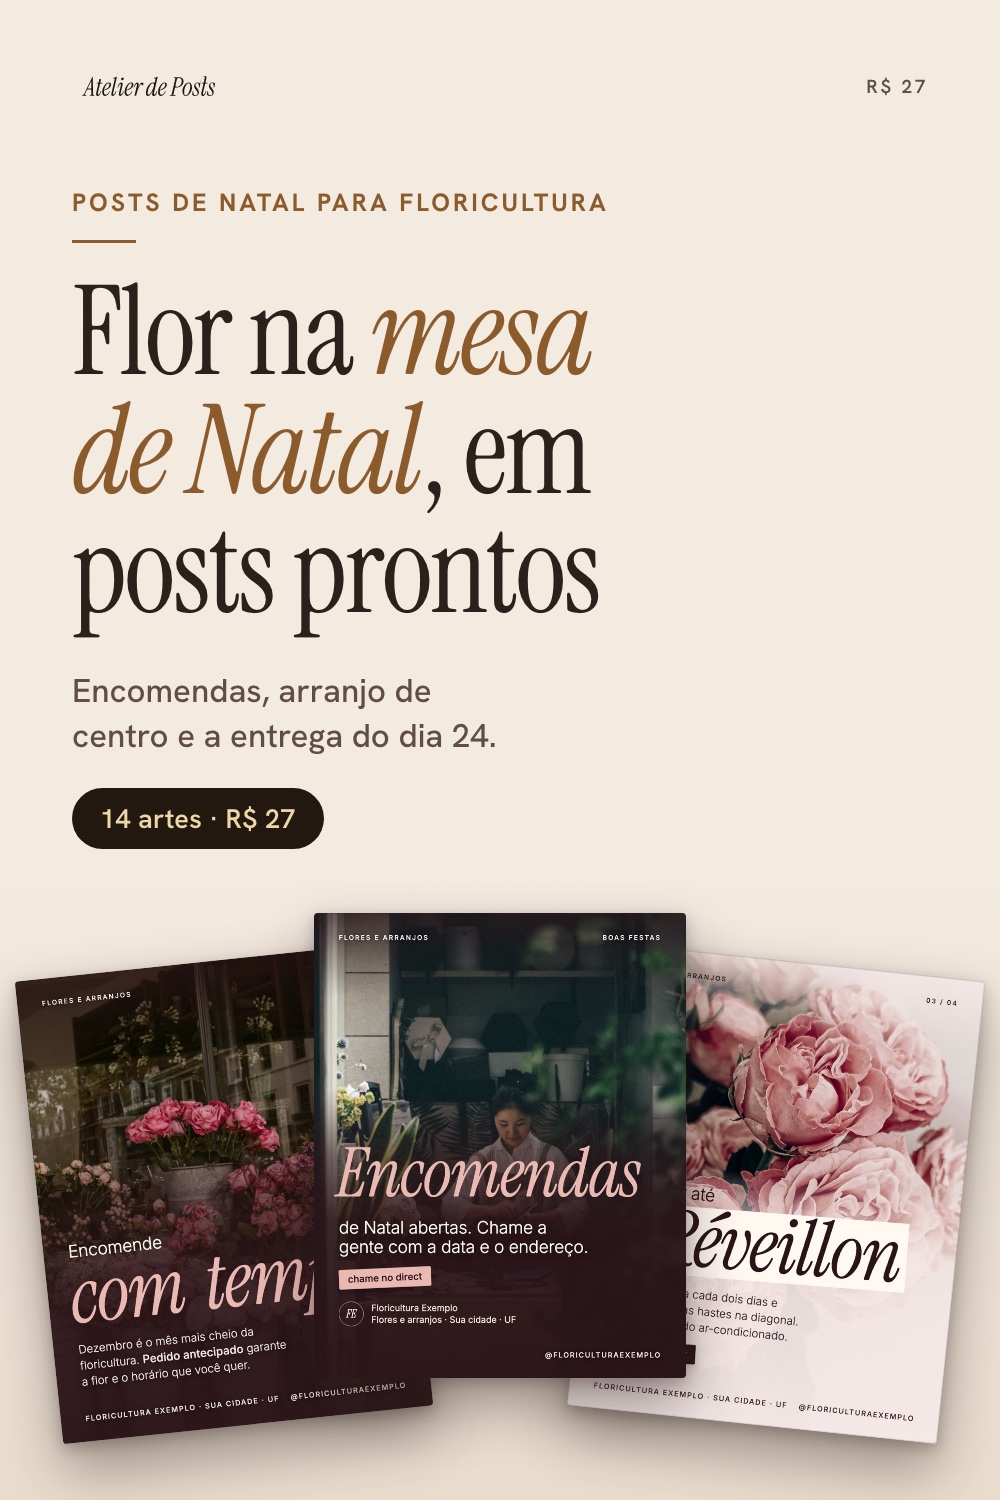 Atelier de Posts
R$ 27
POSTS DE NATAL PARA FLORICULTURA
Flor na mesa
de Natal, em
posts prontos
Encomendas, arranjo de
centro e a entrega do dia 24.
14 artes · R$ 27
FLORES E ARRANJOS
Encomende
com
Dezembro é o mês mais cheio da
floricultura. Pedido antecipado garante
a flor e o horário que você quer.
FLORICULTURA EXEMPLO · SUA CIDADE · UF
@FLORICULTURAEXEMPLO
FLORES E ARRANJOS
BOAS FESTAS
Encomendas
de Natal abertas. Chame a
gente com a data e o endereço.
chame no direct
FE
Floricultura Exemplo
Flores e arranjos · Sua cidade · UF
@FLORICULTURAEXEMPLO
03 / 04
até
Réveillon
cada dois dias e
hastes na diagonal.
do ar-condicionado.
FLORICULTURA EXEMPLO · SUA CIDADE · UF
@FLORICULTURAEXEMPLO